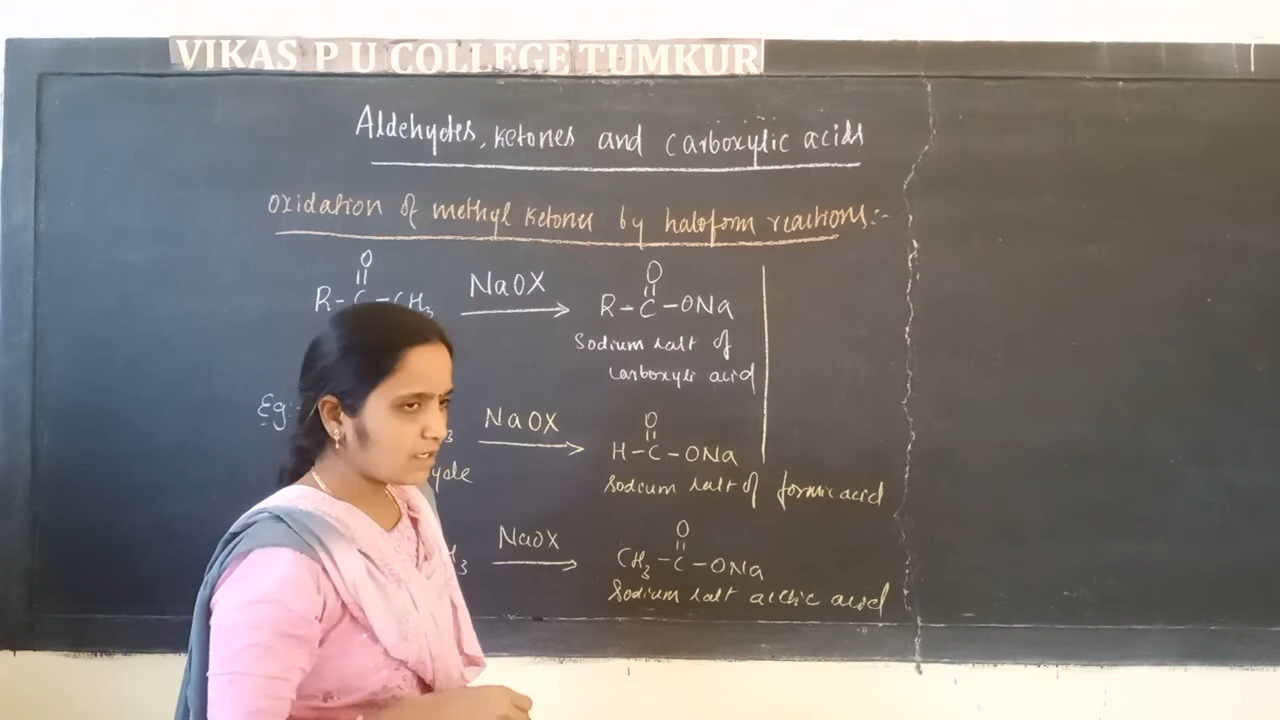 VIKAS P U COLLEGE TUMKUR
Aldehydes, ketones and carboxylic acids
oxidation of methyl ketones by haloform reactions:-
O
R-C-CH3 NaOX
O
R-C-ONa
Sodium salt of
carboxylic acid
Eg:- 3 NaOX
O
H-C-ONa
Sodium salt of formic acid
H3 NaOX
O
CH3-C-ONa
Sodium salt acetic acid